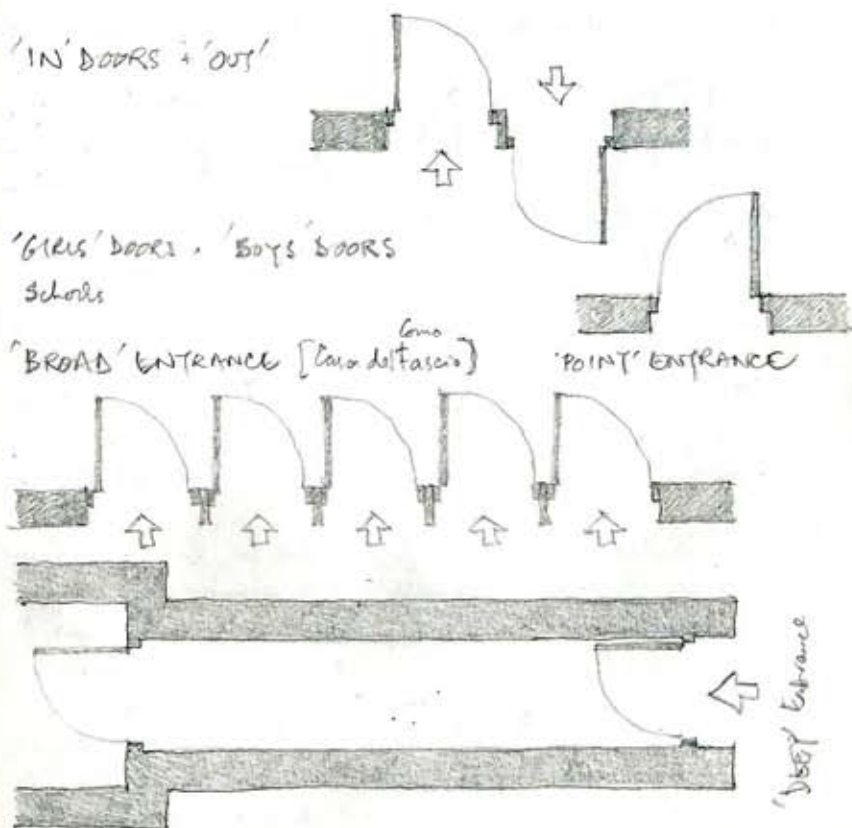 'IN' DOORS + 'OUT'
'GIRLS' DOORS . 'BOYS' DOORS
Schools
'BROAD' ENTRANCE [Casa del Fascio]
Como
'POINT' ENTRANCE
'DEEP' Entrance